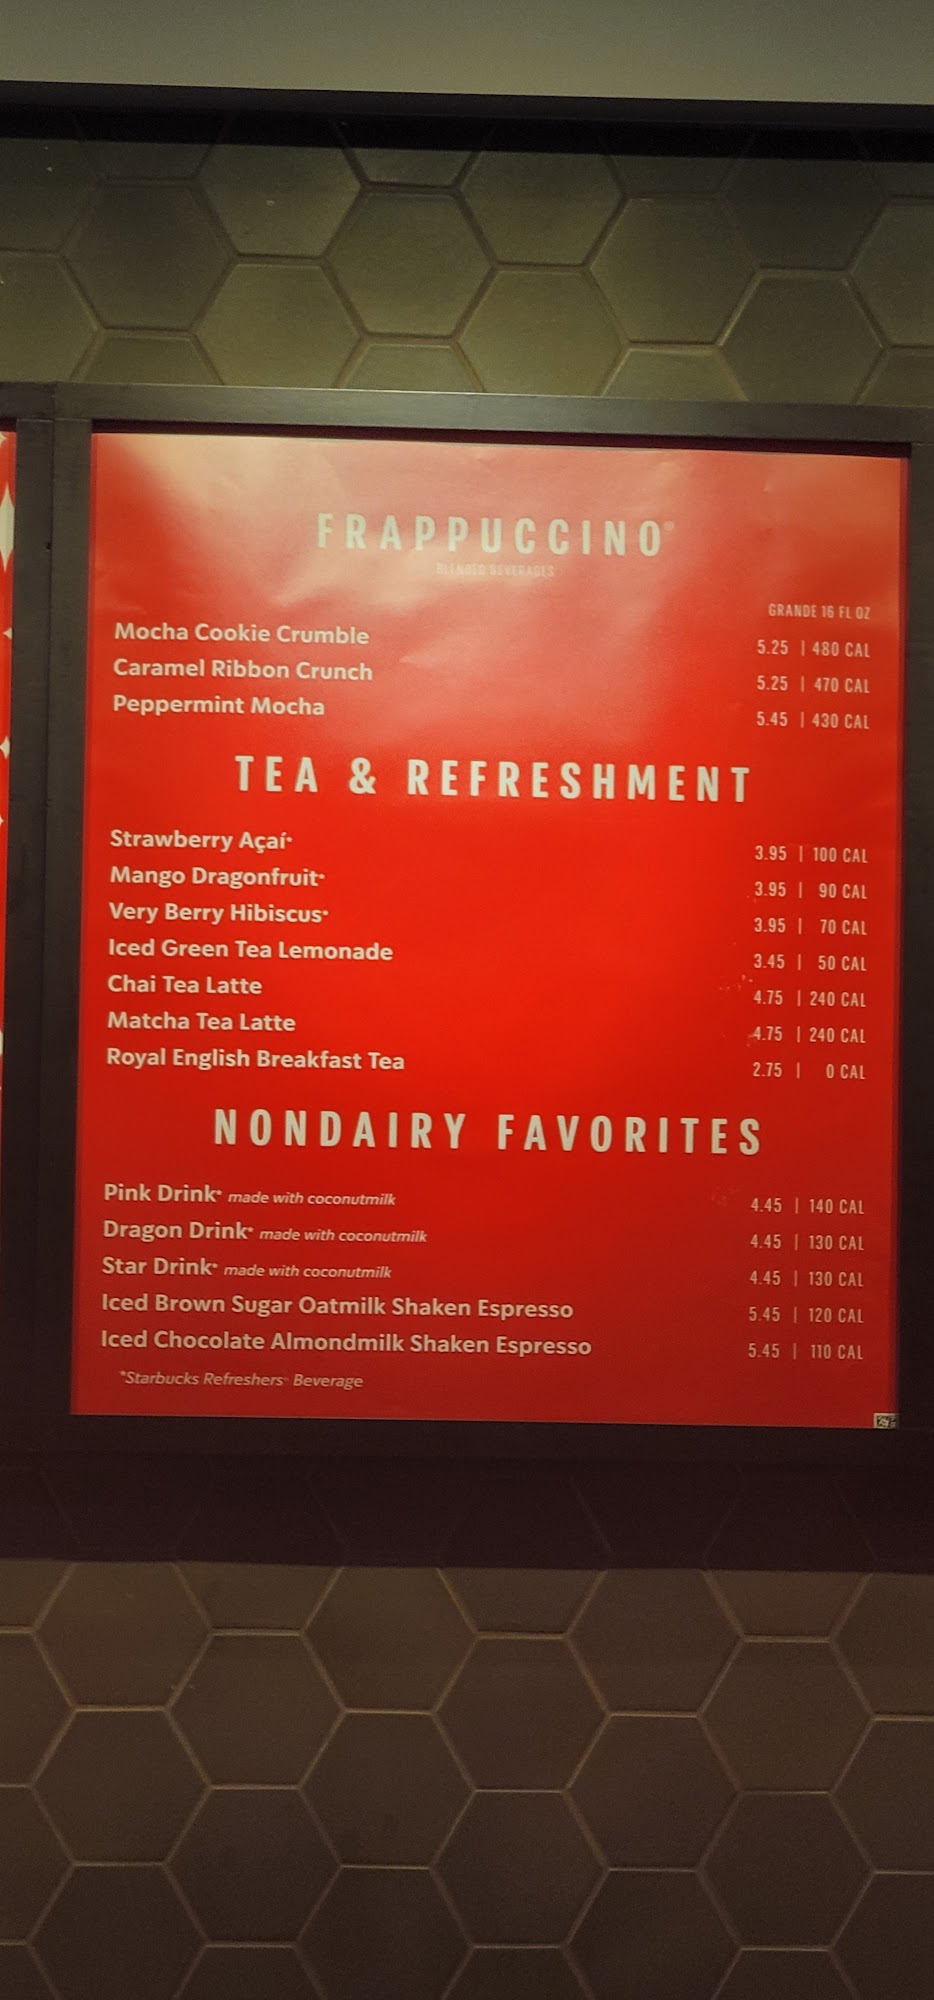 FRAPPUCCINO®
BLENDED BEVERAGES
GRANDE 16 FL OZ
Mocha Cookie Crumble 5.25 | 480 CAL
Caramel Ribbon Crunch 5.25 | 470 CAL
Peppermint Mocha 5.45 | 430 CAL
TEA & REFRESHMENT
Strawberry Açaí* 3.95 | 100 CAL
Mango Dragonfruit* 3.95 | 90 CAL
Very Berry Hibiscus* 3.95 | 70 CAL
Iced Green Tea Lemonade 3.45 | 50 CAL
Chai Tea Latte 4.75 | 240 CAL
Matcha Tea Latte 4.75 | 240 CAL
Royal English Breakfast Tea 2.75 | 0 CAL
NONDAIRY FAVORITES
Pink Drink* made with coconutmilk 4.45 | 140 CAL
Dragon Drink* made with coconutmilk 4.45 | 130 CAL
Star Drink* made with coconutmilk 4.45 | 130 CAL
Iced Brown Sugar Oatmilk Shaken Espresso 5.45 | 120 CAL
Iced Chocolate Almondmilk Shaken Espresso 5.45 | 110 CAL
*Starbucks Refreshers Beverage